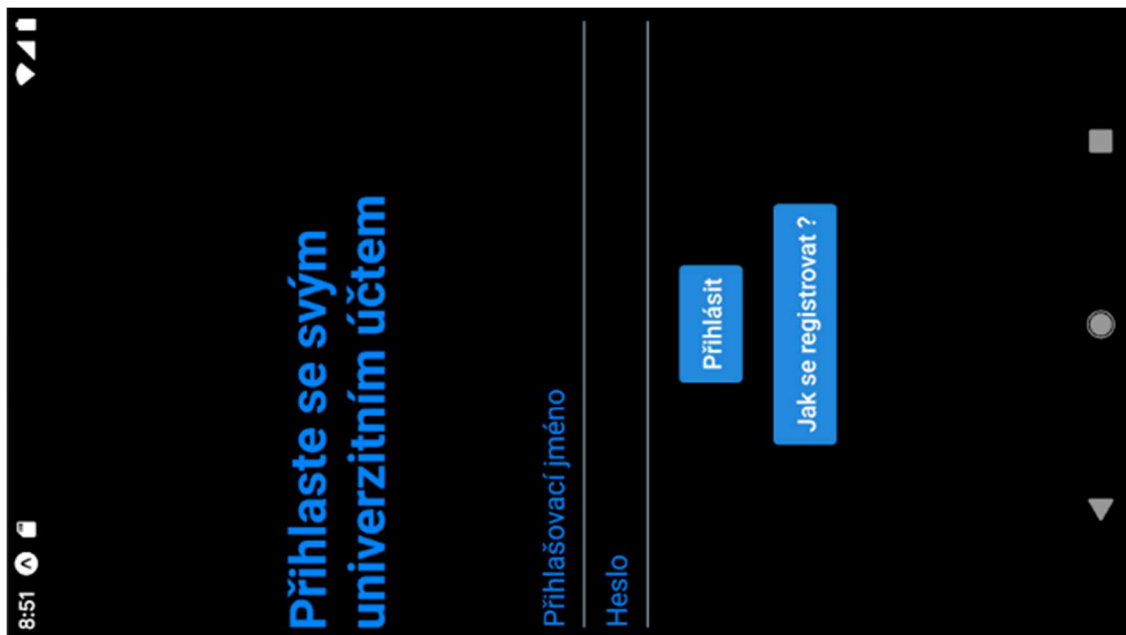 8:51
Přihlaste se svým
univerzitním účtem
Přihlašovací jméno
Heslo
Přihlásit
Jak se registrovat ?